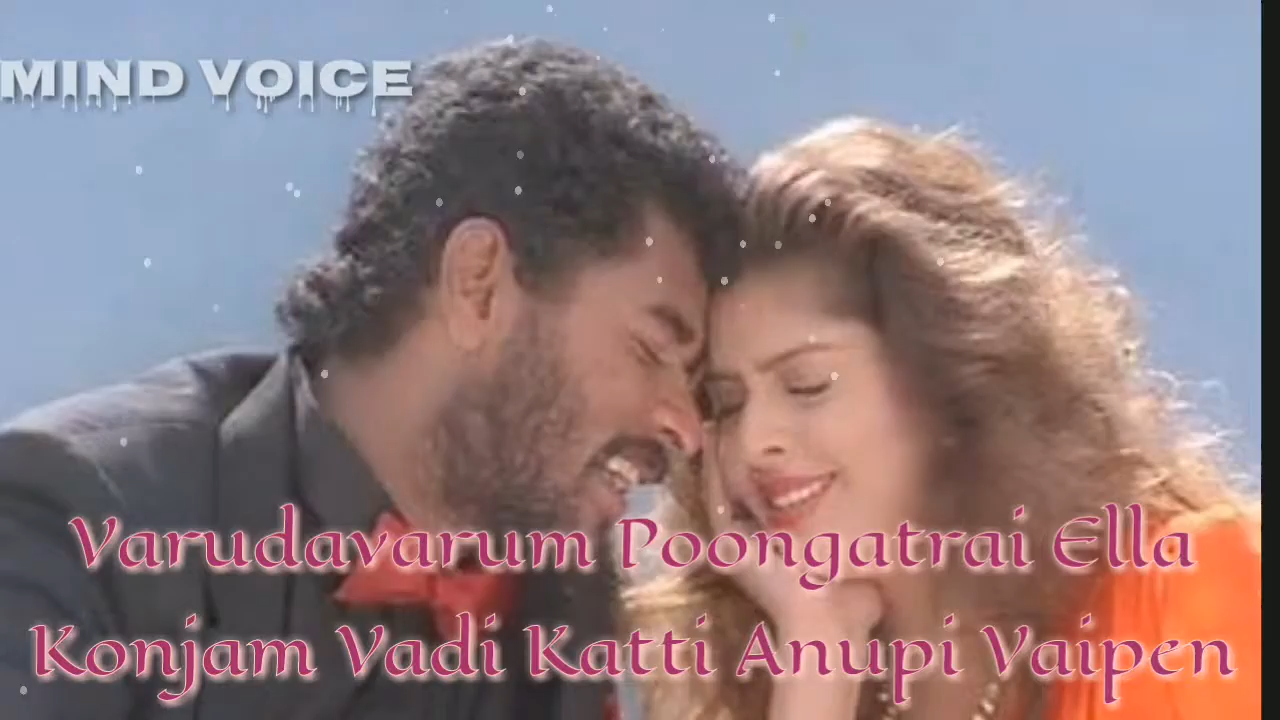 MIND VOICE
Varudavarum Poongatrai Ella
Konjam Vadi Katti Anupi Vaipen